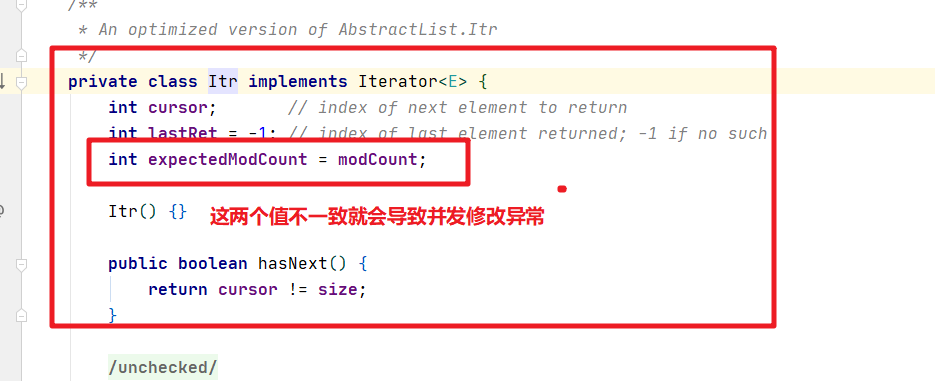 /**
* An optimized version of AbstractList.Itr
*/
private class Itr implements Iterator<E> {
int cursor;       // index of next element to return
int lastRet = -1; // index of last element returned; -1 if no such
int expectedModCount = modCount;
Itr() {}
这两个值不一致就会导致并发修改异常
public boolean hasNext() {
return cursor != size;
}
/unchecked/